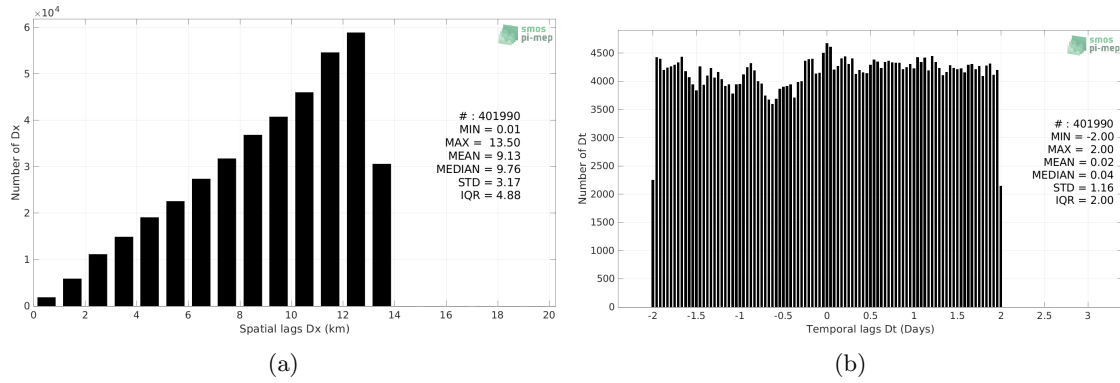 ×10⁴
6
5
4
3
2
1
0
Number of Dx
0 2 4 6 8 10 12 14 16 18 20
Spatial lags Dx (km)
smos
pi-mep
# : 401990
MIN = 0.01
MAX = 13.50
MEAN = 9.13
MEDIAN = 9.76
STD = 3.17
IQR = 4.88
(a)
4500
4000
3500
3000
2500
2000
1500
1000
500
0
Number of Dt
-2 -1.5 -1 -0.5 0 0.5 1 1.5 2 2.5 3
Temporal lags Dt (Days)
smos
pi-mep
# : 401990
MIN = -2.00
MAX = 2.00
MEAN = 0.02
MEDIAN = 0.04
STD = 1.16
IQR = 2.00
(b)